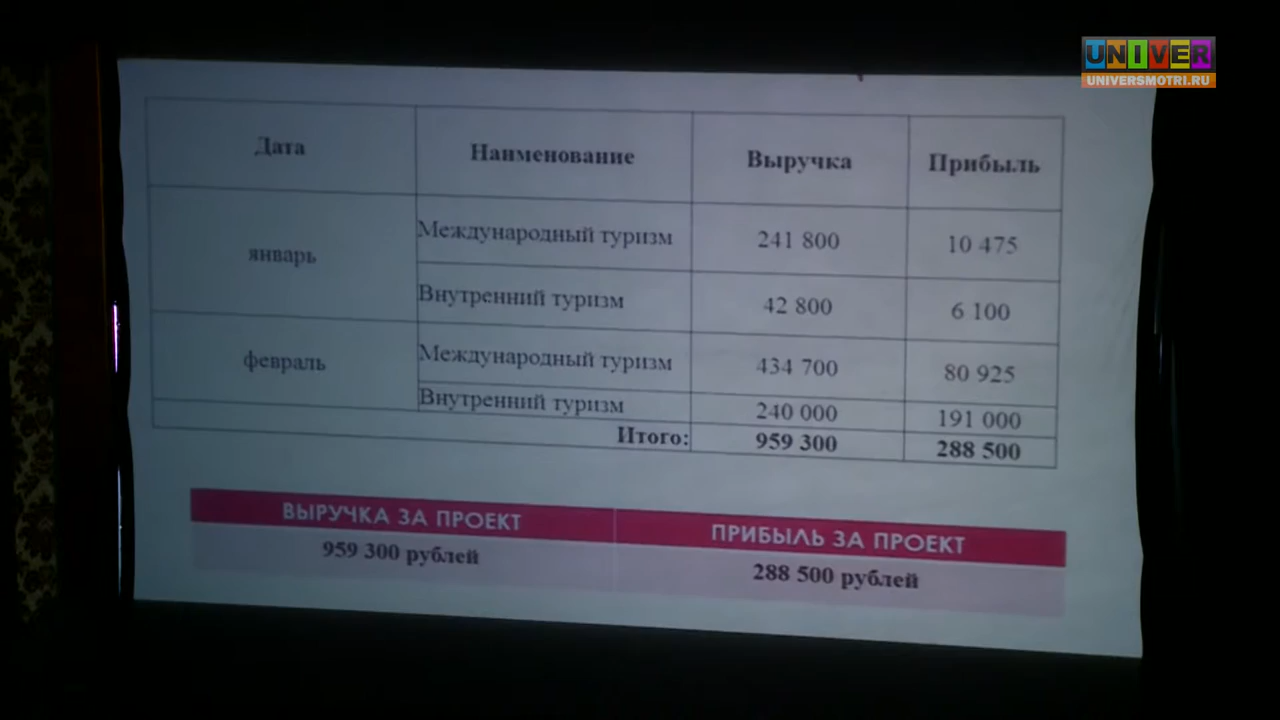 UNIVER
UNIVERSMOTRI.RU
Дата Наименование Выручка Прибыль
январь Международный туризм 241 800 10 475
Внутренний туризм 42 800 6 100
февраль Международный туризм 434 700 80 925
Внутренний туризм 240 000 191 000
Итого: 959 300 288 500
ВЫРУЧКА ЗА ПРОЕКТ ПРИБЫЛЬ ЗА ПРОЕКТ
959 300 рублей 288 500 рублей